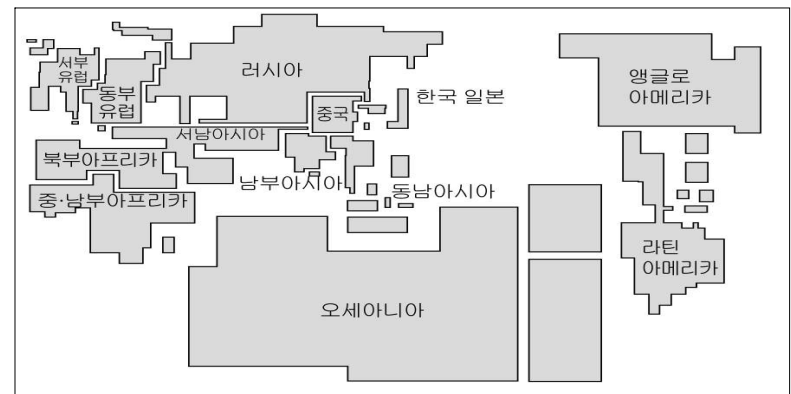 서부
유럽
동부
유럽
러시아
중국
한국 일본
앵글로
아메리카
서남아시아
북부아프리카
남부아시아
동남아시아
중·남부아프리카
라틴
아메리카
오세아니아